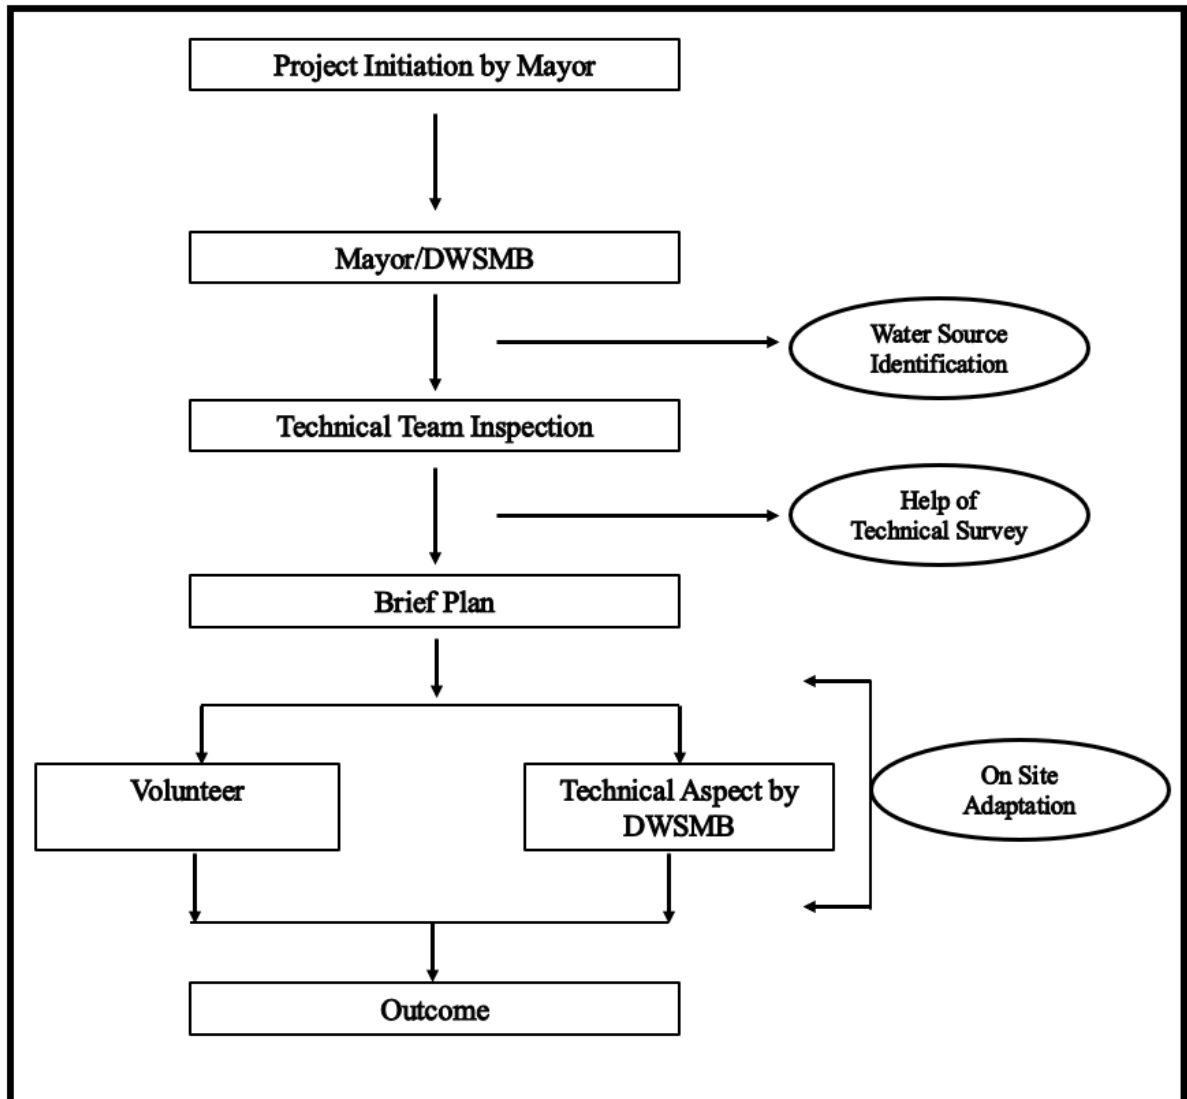 Project Initiation by Mayor
Mayor/DWSMB
Water Source
Identification
Technical Team Inspection
Help of
Technical Survey
Brief Plan
Volunteer
Technical Aspect by
DWSMB
On Site
Adaptation
Outcome